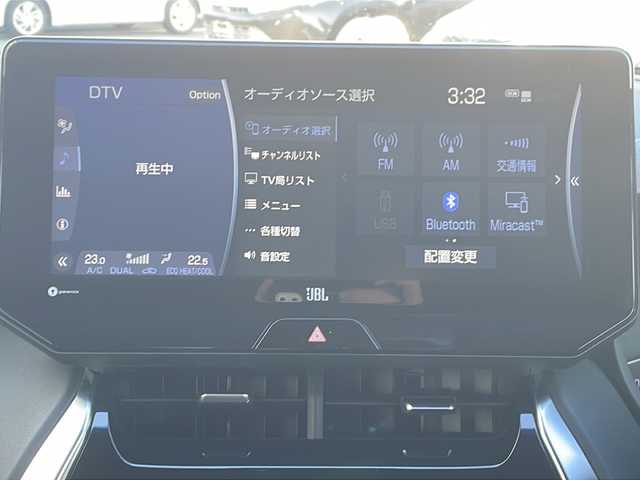 DTV
Option
オーディオソース選択
3:32
オーディオ選択
チャンネルリスト
TV局リスト
メニュー
各種切替
音設定
再生中
FM
AM
交通情報
USB
Bluetooth
Miracast™
配置変更
23.0
22.5
A/C DUAL
ECO HEAT/COOL
JBL